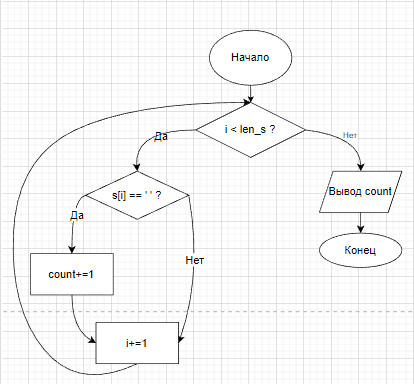 Начало
i < len_s ?
Да
Нет
s[i] == ' ' ?
Вывод count
Да
Конец
Нет
count+=1
i+=1